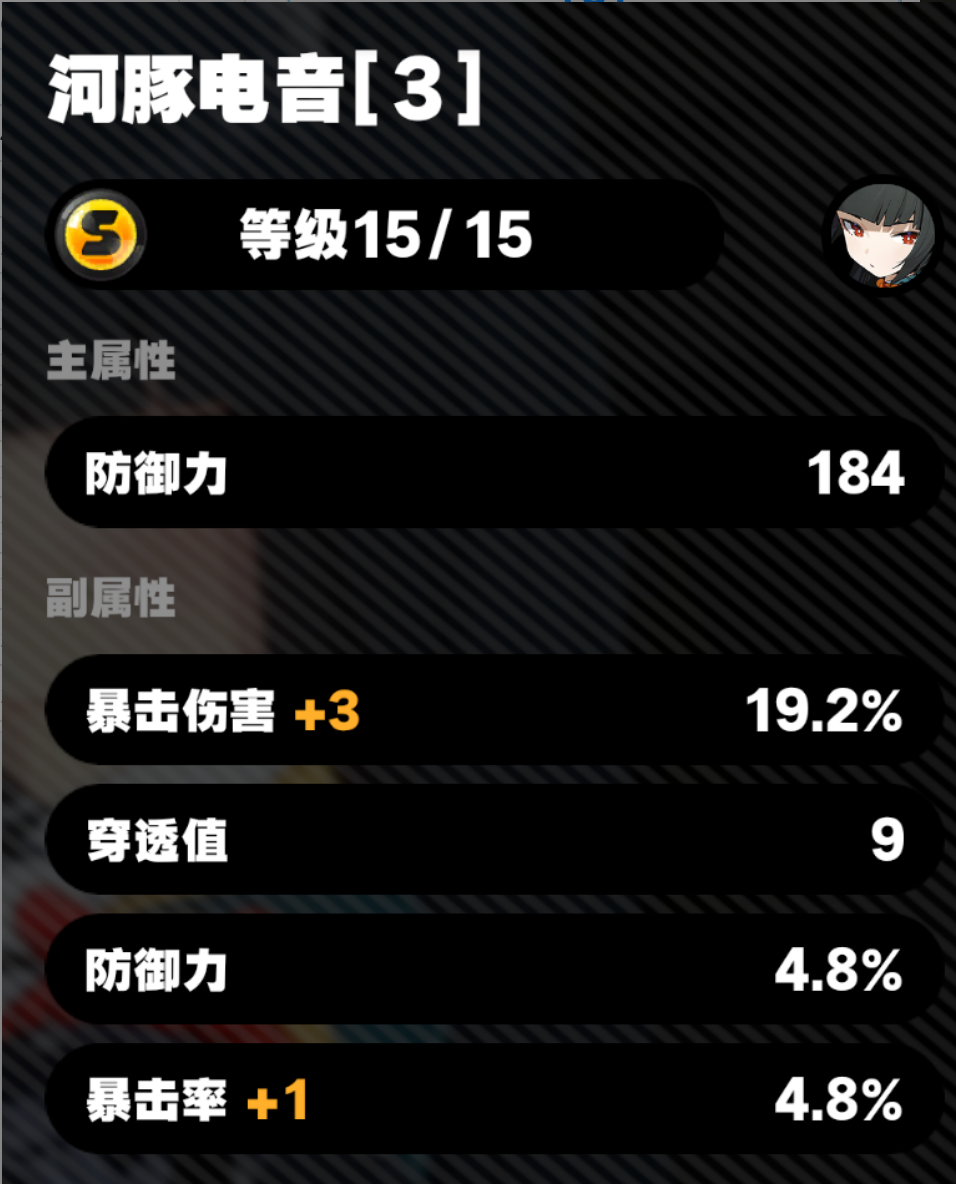 河豚电音[3]
S 等级15/15
主属性
防御力 184
副属性
暴击伤害 +3 19.2%
穿透值 9
防御力 4.8%
暴击率 +1 4.8%